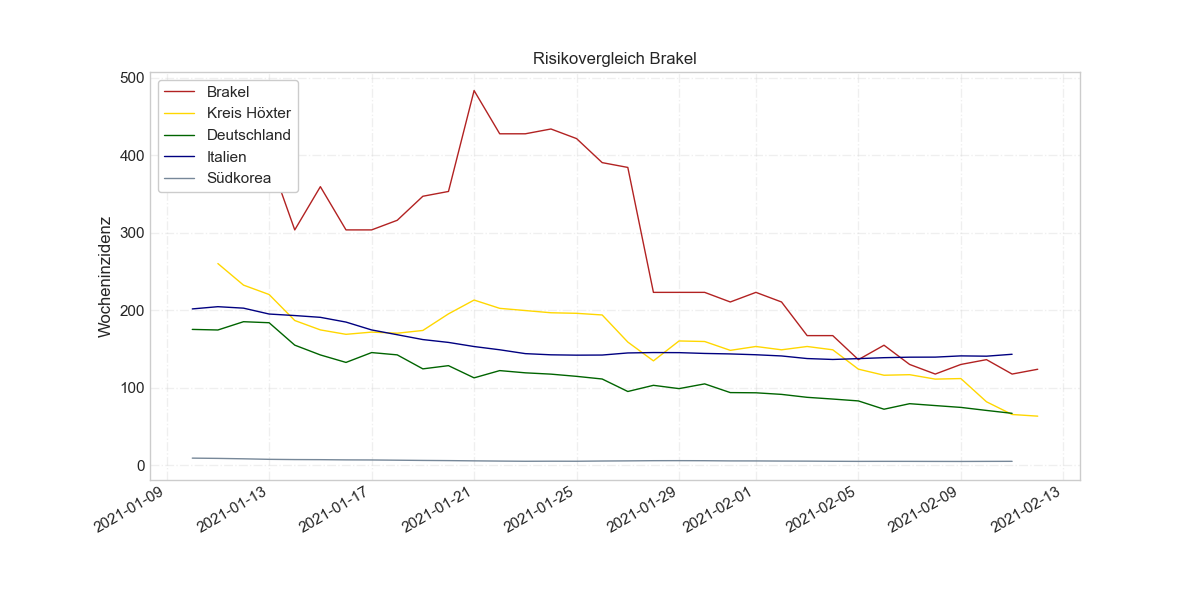 Risikovergleich Brakel
Wocheninzidenz
500
400
300
200
100
0
Brakel
Kreis Höxter
Deutschland
Italien
Südkorea
2021-01-09
2021-01-13
2021-01-17
2021-01-21
2021-01-25
2021-01-29
2021-02-01
2021-02-05
2021-02-09
2021-02-13